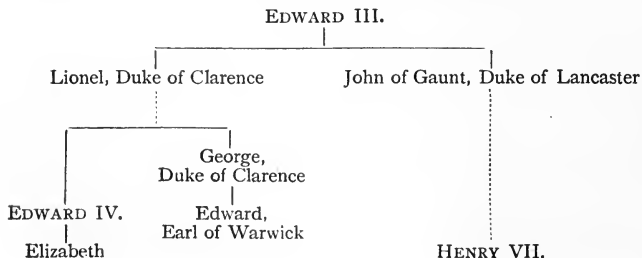 EDWARD III.
Lionel, Duke of Clarence
John of Gaunt, Duke of Lancaster
George,
Duke of Clarence
EDWARD IV.
Edward,
Earl of Warwick
Elizabeth
HENRY VII.